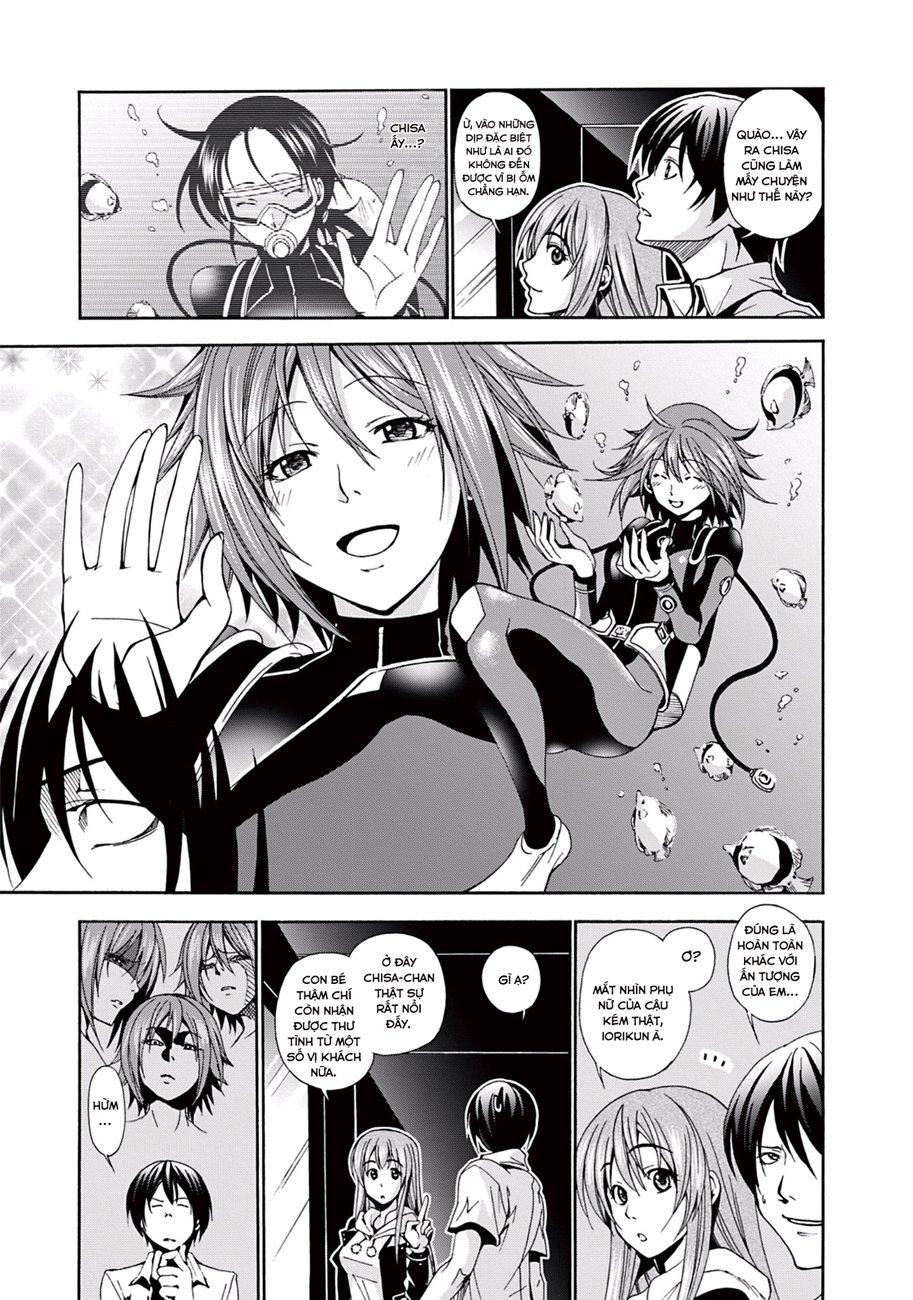 QUÀO... VẬY
RA CHISA
CŨNG LÀM
MẤY CHUYỆN
NHƯ THẾ NÀY?
Ừ, VÀO NHỮNG
DỊP ĐẶC BIỆT
NHƯ LÀ AI ĐÓ
KHÔNG ĐẾN
ĐƯỢC VÌ BỊ ỐM
CHẲNG HẠN.
CHISA
ẤY...?
ĐÚNG LÀ
HOÀN TOÀN
KHÁC VỚI
ẤN TƯỢNG
CỦA EM...
Ơ?
MẮT NHÌN PHỤ
NỮ CỦA CẬU
KÉM THẬT,
IORIKUN À.
GÌ Ạ?
Ở ĐÂY
CHISA-CHAN
THẬT SỰ
RẤT NỔI
ĐẤY.
CON BÉ
THẬM CHÍ
CÒN NHẬN
ĐƯỢC THƯ
TÌNH TỪ MỘT
SỐ VỊ KHÁCH
NỮA.
HỪM
...